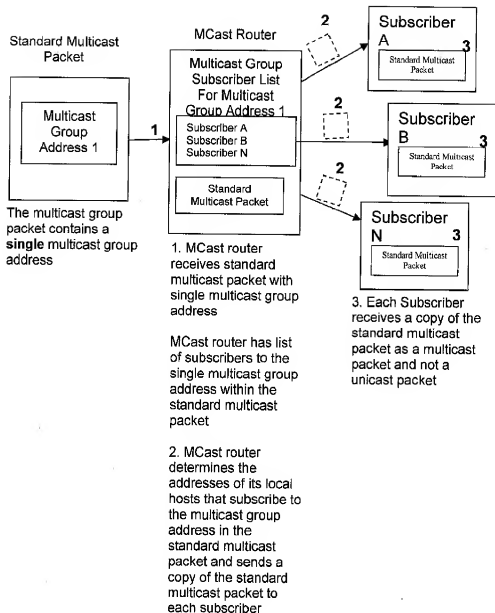 Standard Multicast
Packet
Multicast
Group
Address 1
The multicast group
packet contains a
single multicast group
address
1
MCast Router
Multicast Group
Subscriber List
For Multicast
Group Address 1
Subscriber A
Subscriber B
Subscriber N
Standard
Multicast Packet
1. MCast router
receives standard
multicast packet with
single multicast group
address
MCast router has list
of subscribers to the
single multicast group
address within the
standard multicast
packet
2. MCast router
determines the
addresses of its local
hosts that subscribe to
the multicast group
address in the
standard multicast
packet and sends a
copy of the standard
multicast packet to
each subscriber
2
2
2
Subscriber
A
3
Standard Multicast
Packet
Subscriber
B
3
Standard Multicast
Packet
Subscriber
N
3
Standard Multicast
Packet
3. Each Subscriber
receives a copy of the
standard multicast
packet as a multicast
packet and not a
unicast packet